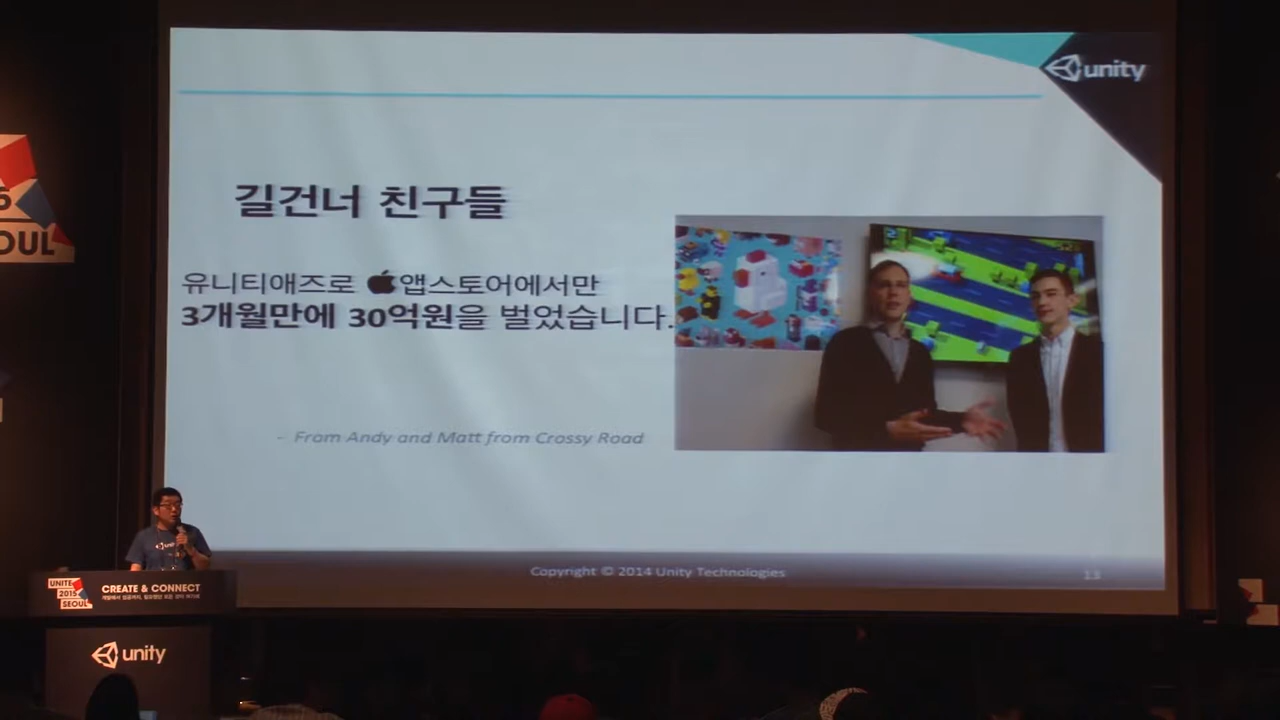 unity
길건너 친구들
유니티애즈로 앱스토어에서만
3개월만에 30억원을 벌었습니다.
- From Andy and Matt from Crossy Road
Copyright © 2014 Unity Technologies
13
OUL
unity
UNITE
2015
SEOUL
CREATE & CONNECT
unity